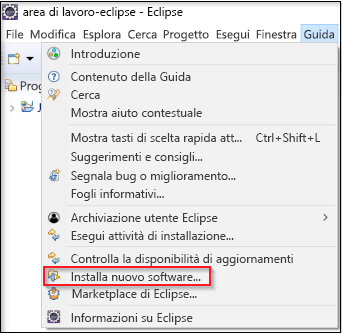 area di lavoro-eclipse - Eclipse
File Modifica Esplora Cerca Progetto Esegui Finestra Guida
Prog
J
Introduzione
Contenuto della Guida
Cerca
Mostra aiuto contestuale
Mostra tasti di scelta rapida att... Ctrl+Shift+L
Suggerimenti e consigli...
Segnala bug o miglioramento...
Fogli informativi...
Archiviazione utente Eclipse
Esegui attività di installazione...
Controlla la disponibilità di aggiornamenti
Installa nuovo software...
Marketplace di Eclipse...
Informazioni su Eclipse